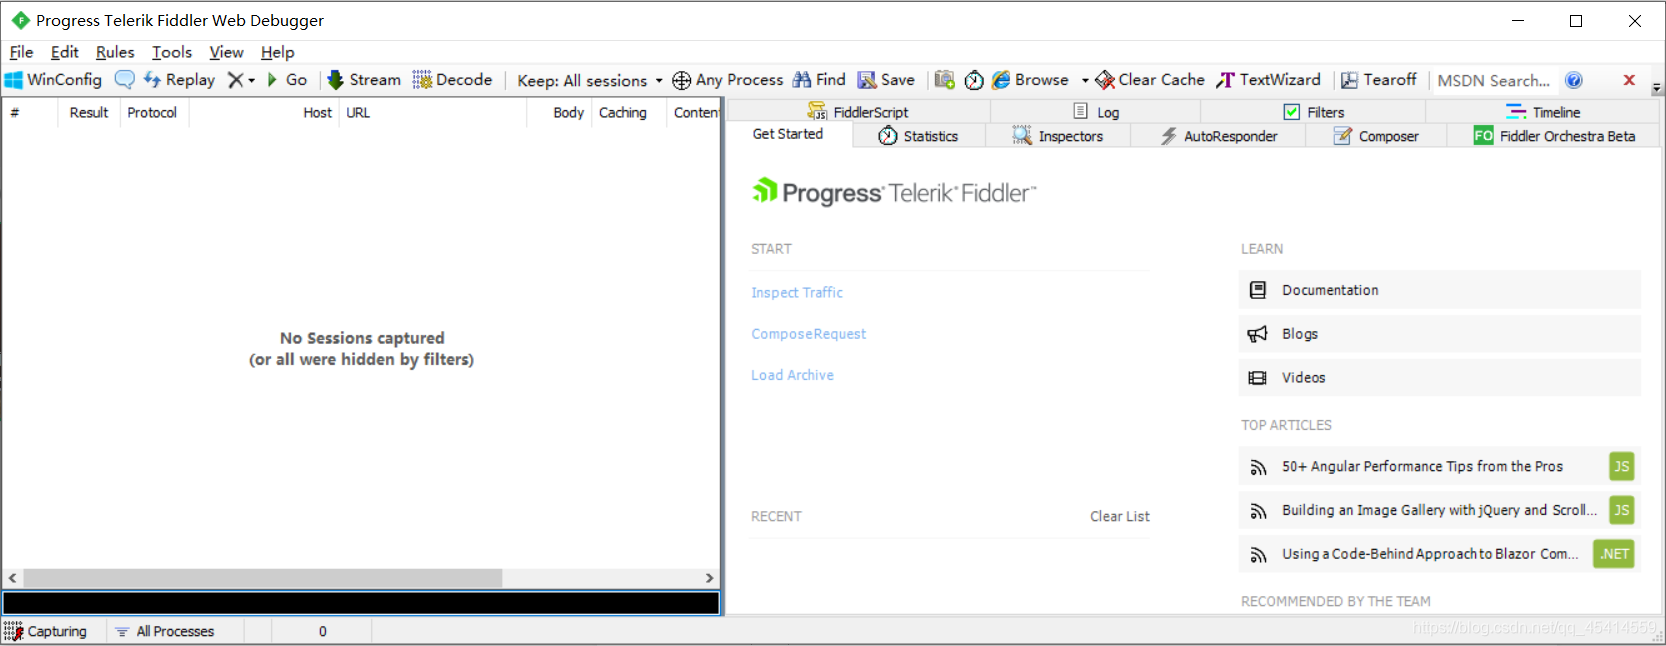 Progress Telerik Fiddler Web Debugger
File Edit Rules Tools View Help
WinConfig Replay Go Stream Decode Keep: All sessions Any Process Find Save Browse Clear Cache TextWizard Tearoff MSDN Search...
# Result Protocol Host URL Body Caching Conten
No Sessions captured
(or all were hidden by filters)
Capturing All Processes 0
FiddlerScript Log Filters Timeline
Get Started Statistics Inspectors AutoResponder Composer FO Fiddler Orchestra Beta
Progress® Telerik® Fiddler™
START
Inspect Traffic
Compose Request
Load Archive
RECENT Clear List
LEARN
Documentation
Blogs
Videos
TOP ARTICLES
50+ Angular Performance Tips from the Pros JS
Building an Image Gallery with jQuery and Scroll... JS
Using a Code-Behind Approach to Blazor Com... .NET
RECOMMENDED BY THE TEAM
https://blog.csdn.net/qq_45414559